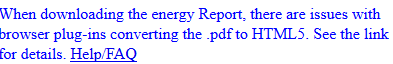 When downloading the energy Report, there are issues with
browser plug-ins converting the .pdf to HTML5. See the link
for details. Help/FAQ